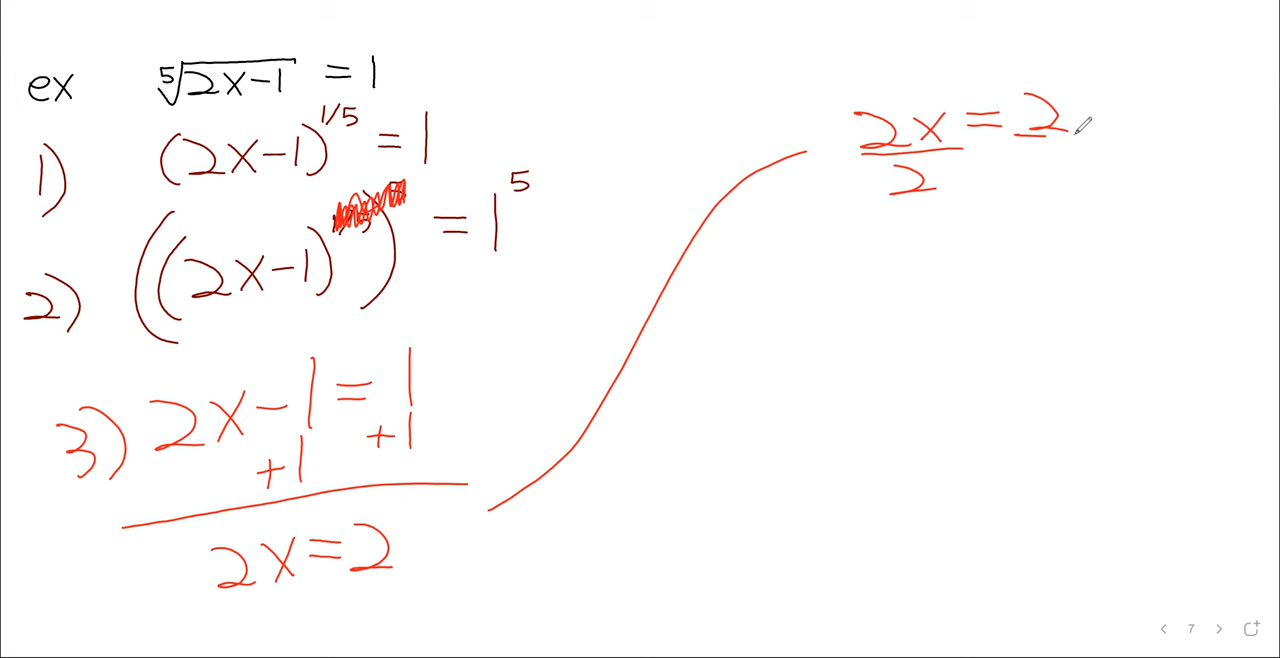 ex ⁵√(2x-1) = 1
1) (2x-1)^1/5 = 1
2) ((2x-1) ) = 1^5
3) 2x-1=1
+1 +1
2x=2
2x = 2
2
7